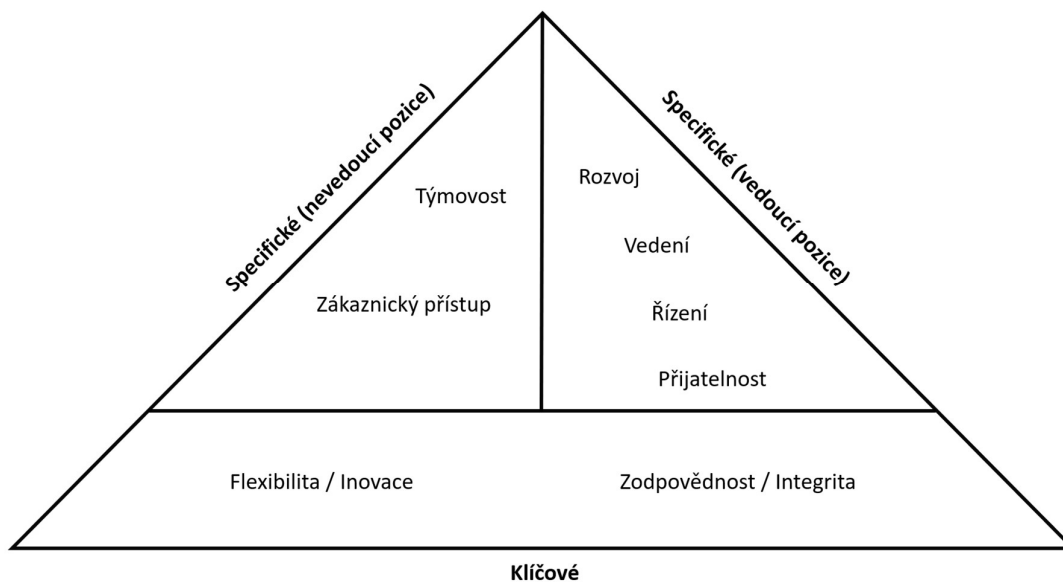 Specifické (nevedoucí pozice)
Specifické (vedoucí pozice)
Týmovost
Zákaznický přístup
Rozvoj
Vedení
Řízení
Přijatelnost
Flexibilita / Inovace
Zodpovědnost / Integrita
Klíčové